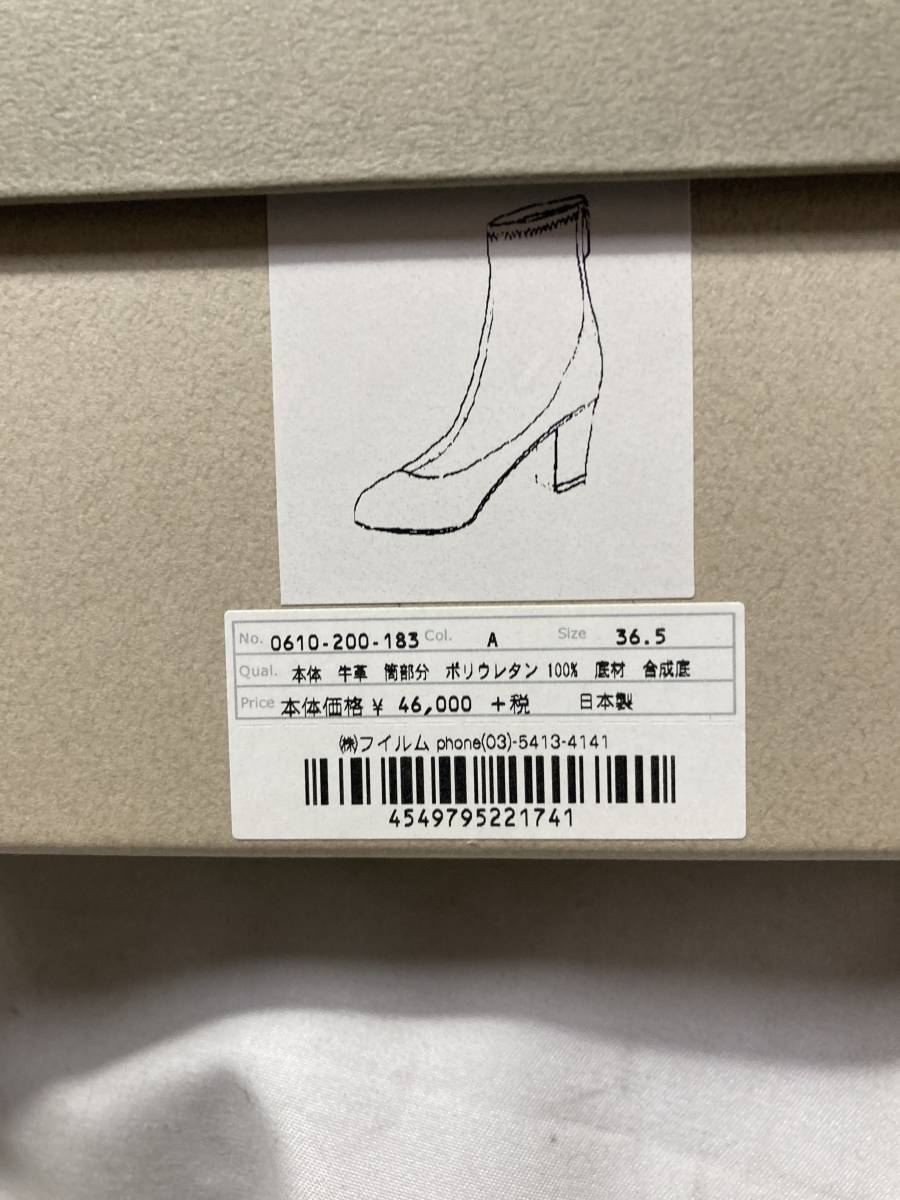 No. 0610-200-183 Col. A Size 36.5
Qual. 本体 牛革 筒部分 ポリウレタン 100% 底材 合成底
Price 本体価格 ¥ 46,000 +税 日本製
㈱フイルム phone(03)-5413-4141
4549795221741